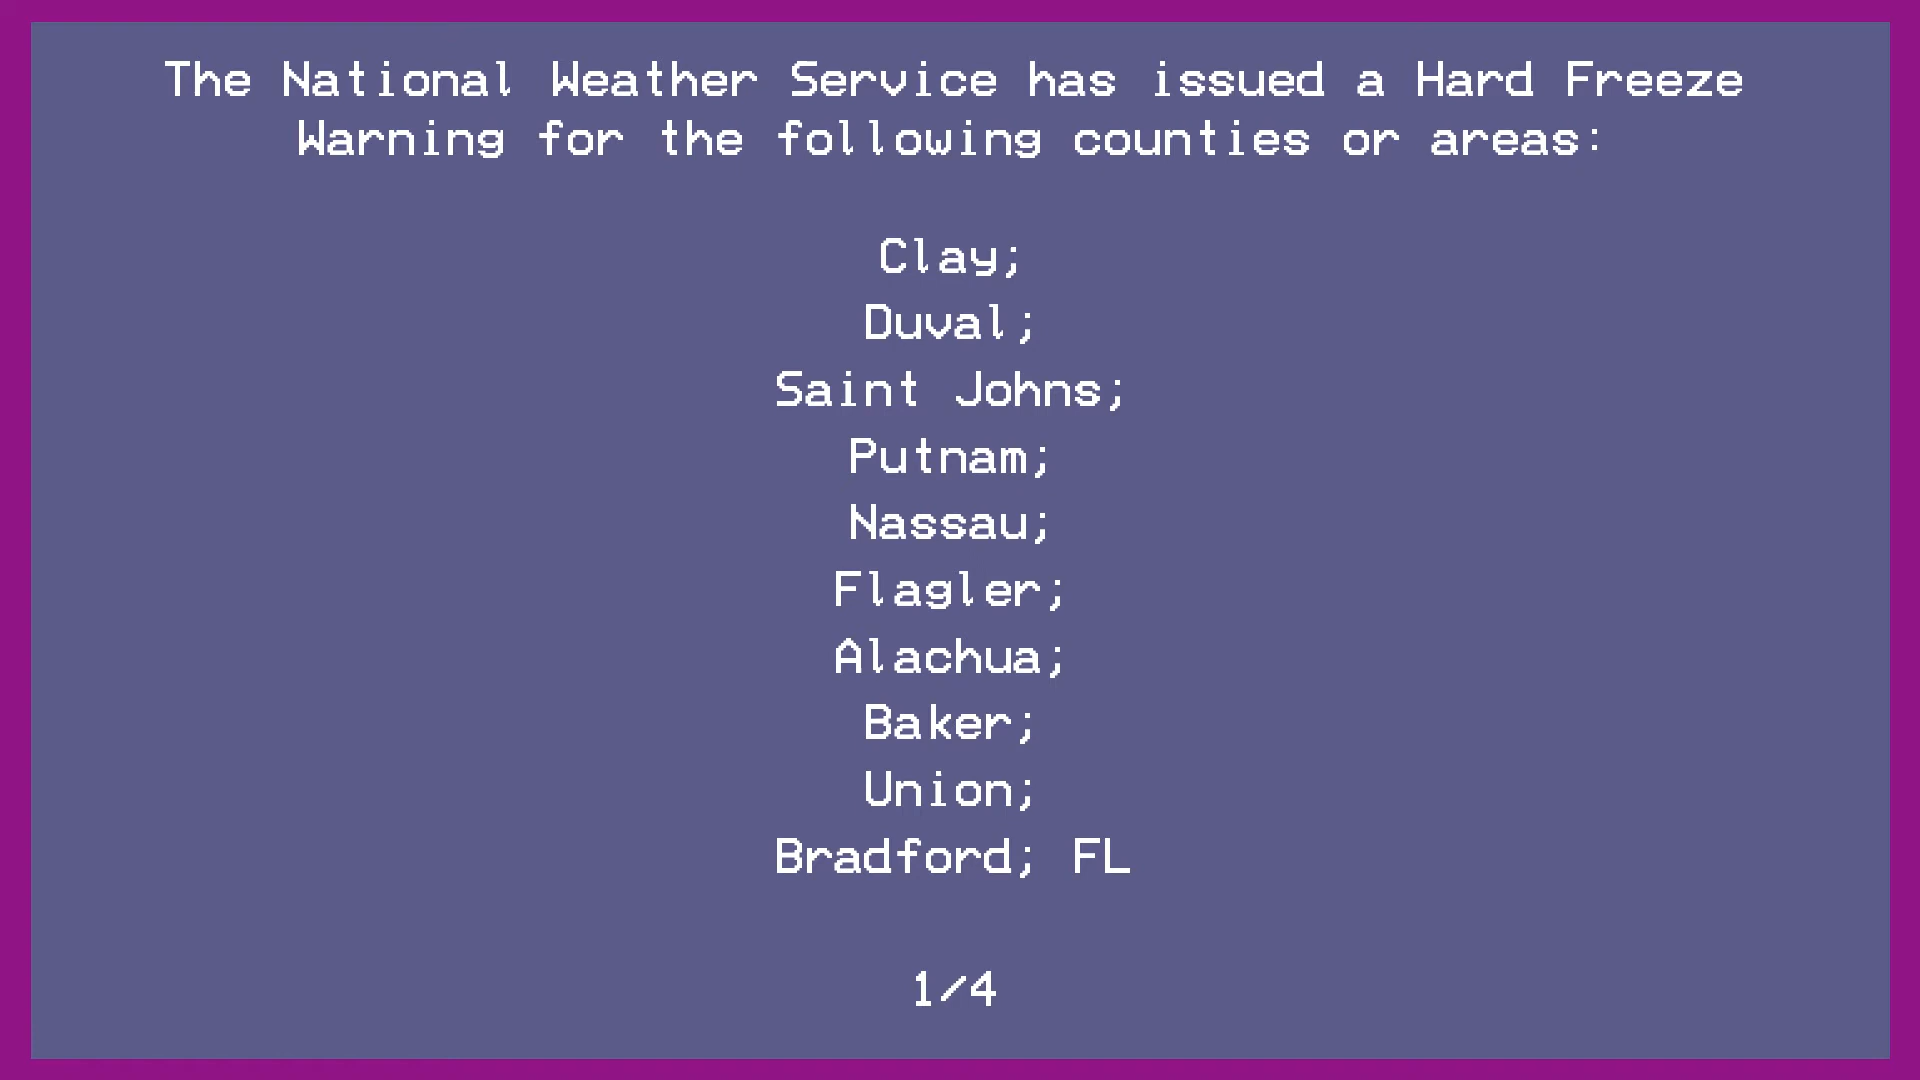 The National Weather Service has issued a Hard Freeze
Warning for the following counties or areas:
Clay;
Duval;
Saint Johns;
Putnam;
Nassau;
Flagler;
Alachua;
Baker;
Union;
Bradford; FL
1/4